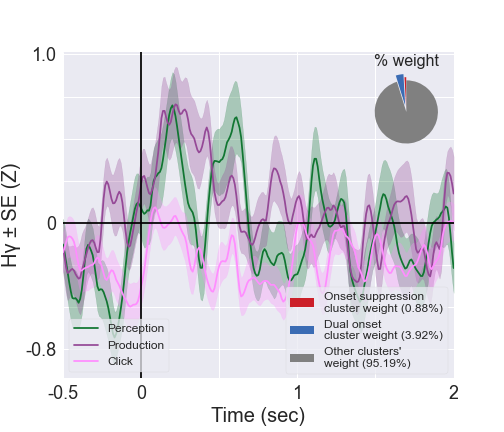 % weight
1.0
0
-0.8
Hγ ± SE (Z)
Perception
Production
Click
Onset suppression
cluster weight (0.88%)
Dual onset
cluster weight (3.92%)
Other clusters'
weight (95.19%)
-0.5
0
1
2
Time (sec)